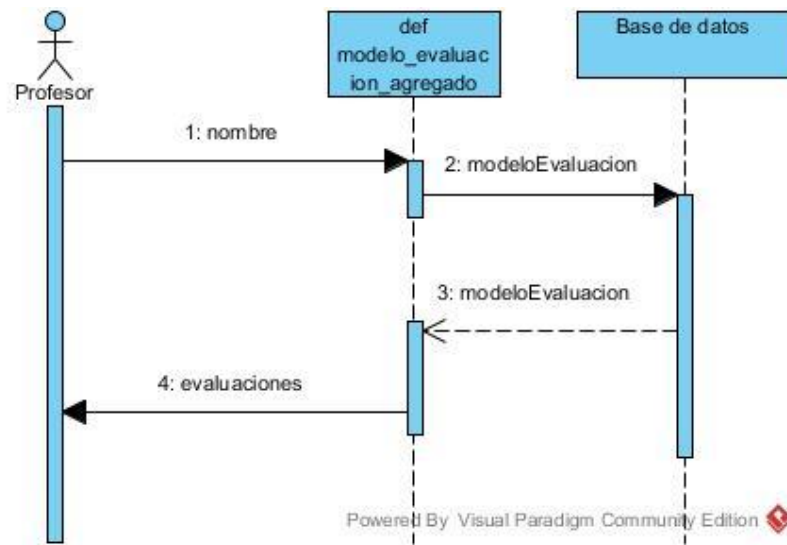 def
modelo_evaluac
ion_agregado
Base de datos
Profesor
1: nombre
2: modeloEvaluacion
3: modeloEvaluacion
4: evaluaciones
Powered By Visual Paradigm Community Edition